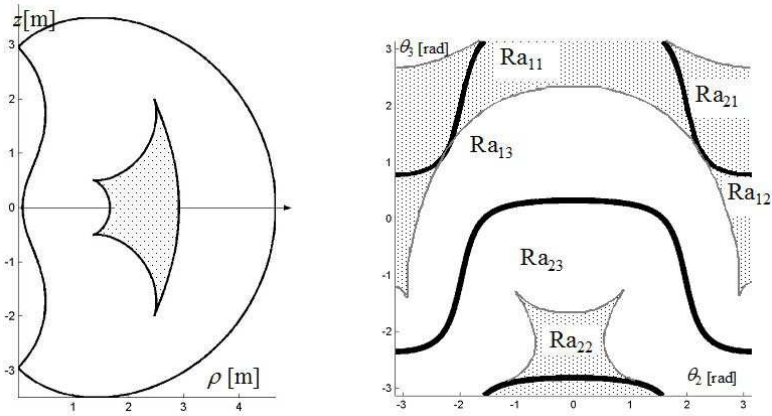 z[m]
3
2
1
0
-1
-2
-3
0 1 2 3 4
ρ [m]
θ3 [rad]
3
2
1
0
-1
-2
-3
-3 -2 -1 0 1 2 3
θ2 [rad]
Ra11
Ra21
Ra13
Ra12
Ra23
Ra22